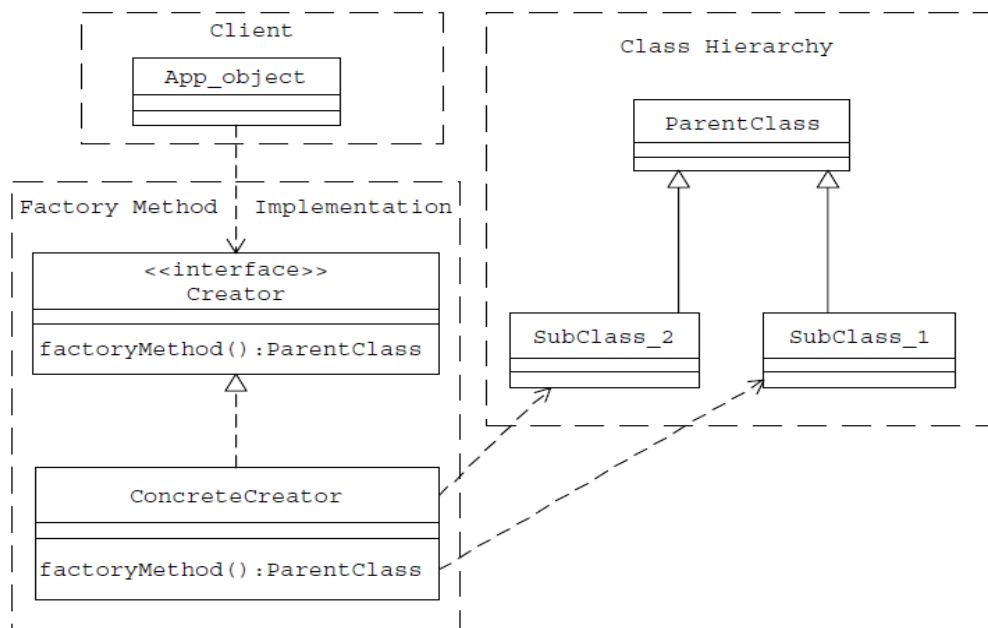 Client
App_object
Class Hierarchy
ParentClass
Factory Method Implementation
<<interface>>
Creator
factoryMethod():ParentClass
SubClass_2
SubClass_1
ConcreteCreator
factoryMethod():ParentClass